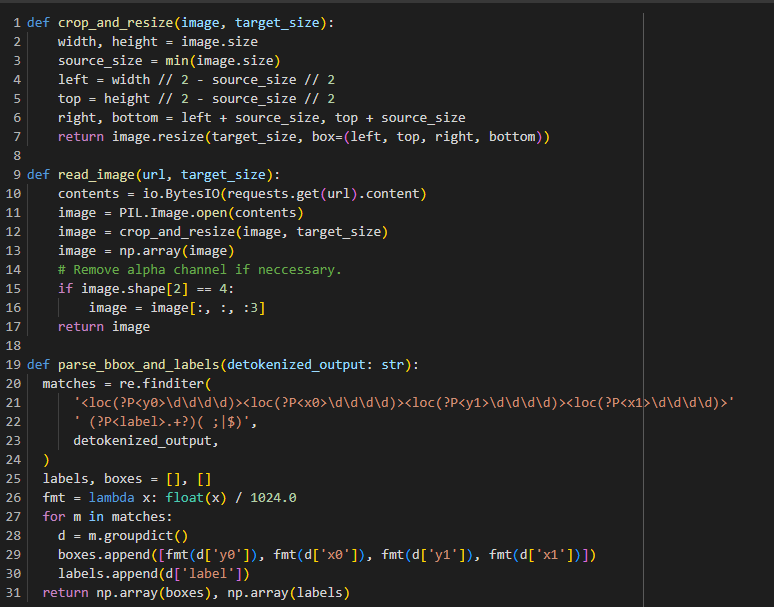 1 def crop_and_resize(image, target_size):
2     width, height = image.size
3     source_size = min(image.size)
4     left = width // 2 - source_size // 2
5     top = height // 2 - source_size // 2
6     right, bottom = left + source_size, top + source_size
7     return image.resize(target_size, box=(left, top, right, bottom))
8
9 def read_image(url, target_size):
10     contents = io.BytesIO(requests.get(url).content)
11     image = PIL.Image.open(contents)
12     image = crop_and_resize(image, target_size)
13     image = np.array(image)
14     # Remove alpha channel if neccessary.
15     if image.shape[2] == 4:
16         image = image[:, :, :3]
17     return image
18
19 def parse_bbox_and_labels(detokenized_output: str):
20   matches = re.finditer(
21       '<loc(?P<y0>\d\d\d\d)><loc(?P<x0>\d\d\d\d)><loc(?P<y1>\d\d\d\d)><loc(?P<x1>\d\d\d\d)>'
22       ' (?P<label>.+?)( ;|$)',
23       detokenized_output,
24   )
25   labels, boxes = [], []
26   fmt = lambda x: float(x) / 1024.0
27   for m in matches:
28     d = m.groupdict()
29     boxes.append([fmt(d['y0']), fmt(d['x0']), fmt(d['y1']), fmt(d['x1'])])
30     labels.append(d['label'])
31   return np.array(boxes), np.array(labels)